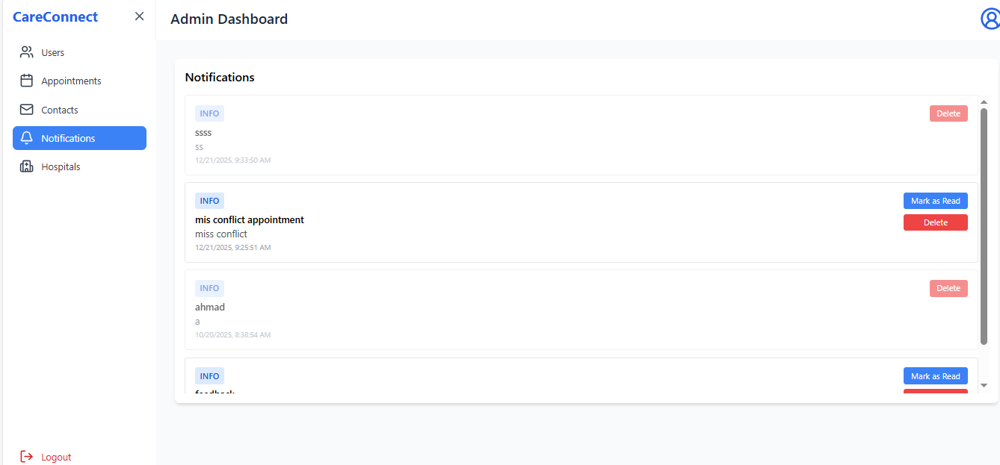 CareConnect
Admin Dashboard
Users
Appointments
Contacts
Notifications
Hospitals
Logout
Notifications
INFO
Delete
ssss
ss
12/21/2025, 9:33:50 AM
INFO
Mark as Read
mis conflict appointment
Delete
miss conflict
12/21/2025, 9:25:51 AM
INFO
Delete
ahmad
a
10/20/2025, 8:38:54 AM
INFO
Mark as Read
feedback